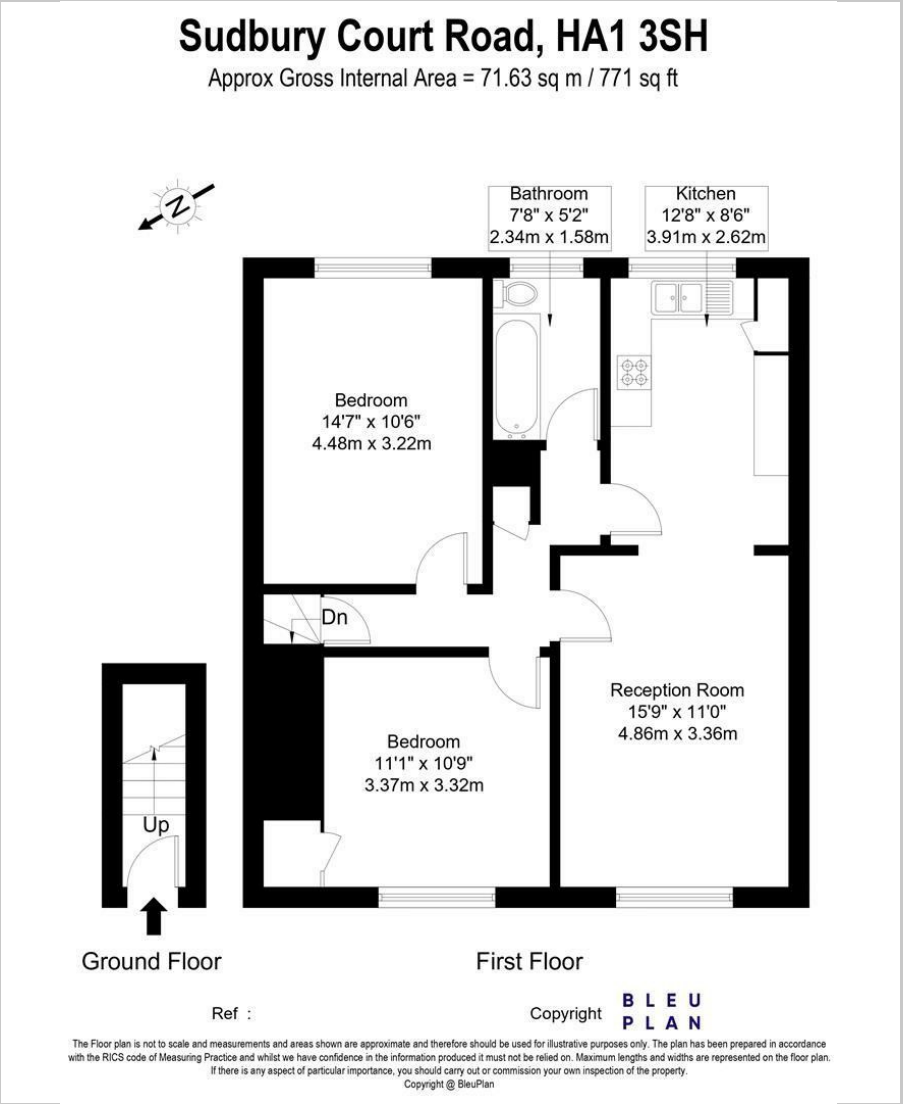 Sudbury Court Road, HA1 3SH
Approx Gross Internal Area = 71.63 sq m / 771 sq ft
N
Bathroom
7'8" x 5'2"
2.34m x 1.58m
Kitchen
12'8" x 8'6"
3.91m x 2.62m
Bedroom
14'7" x 10'6"
4.48m x 3.22m
Dn
Reception Room
15'9" x 11'0"
4.86m x 3.36m
Bedroom
11'1" x 10'9"
3.37m x 3.32m
Up
Ground Floor
First Floor
Ref :
Copyright
BLEU
PLAN
The Floor plan is not to scale and measurements and areas shown are approximate and therefore should be used for illustrative purposes only. The plan has been prepared in accordance
with the RICS code of Measuring Practice and whilst we have confidence in the information produced it must not be relied on. Maximum lengths and widths are represented on the floor plan.
If there is any aspect of particular importance, you should carry out or commission your own inspection of the property.
Copyright @ BleuPlan